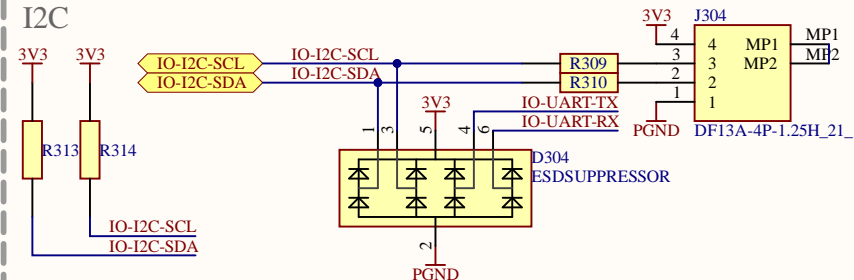 I2C
3V3 3V3
R313 R314
IO-I2C-SCL
IO-I2C-SDA
IO-I2C-SCL IO-I2C-SCL
IO-I2C-SDA IO-I2C-SDA
R309
R310
3V3
4
3
2
1
PGND
J304
4 MP1 MP1
3 MP2 MP2
2
1
DF13A-4P-1.25H_21_
IO-UART-TX
IO-UART-RX
3V3
1 3 5 4 6
D304
ESDSUPPRESSOR
2
PGND